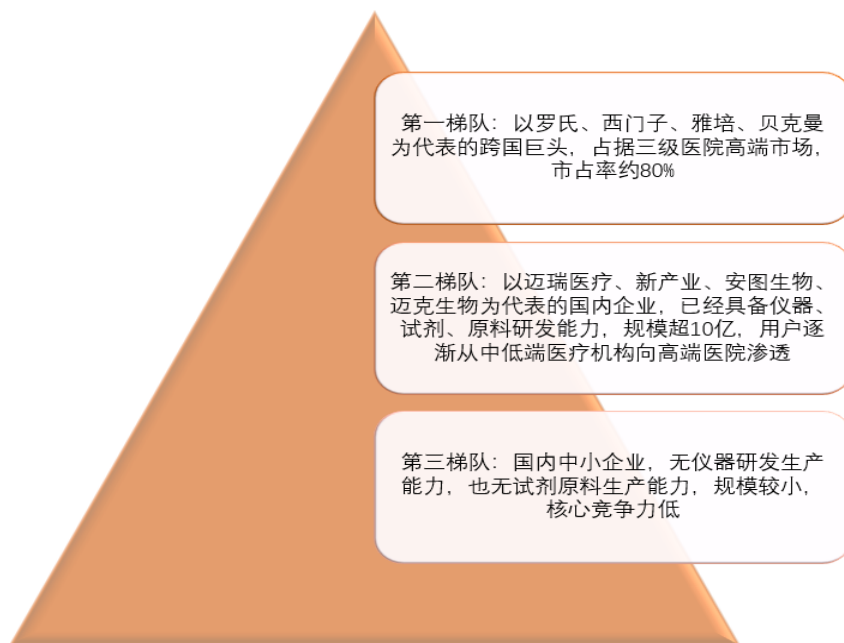 第一梯队：以罗氏、西门子、雅培、贝克曼
为代表的跨国巨头，占据三级医院高端市场，
市占率约80%
第二梯队：以迈瑞医疗、新产业、安图生物、
迈克生物为代表的国内企业，已经具备仪器、
试剂、原料研发能力，规模超10亿，用户逐
渐从中低端医疗机构向高端医院渗透
第三梯队：国内中小企业，无仪器研发生产
能力，也无试剂原料生产能力，规模较小，
核心竞争力低